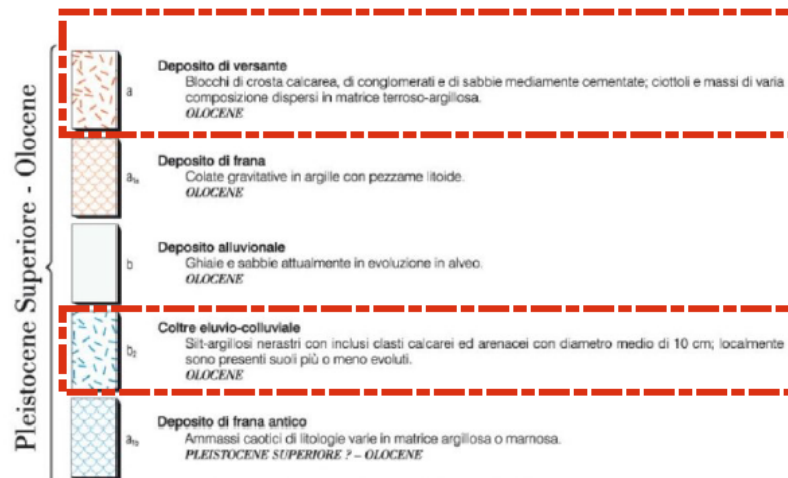 Pleistocene Superiore - Olocene
a
Deposito di versante
Blocchi di crosta calcarea, di conglomerati e di sabbie mediamente cementate; ciottoli e massi di varia
composizione dispersi in matrice terroso-argillosa.
OLOCENE
a1a
Deposito di frana
Colate gravitative in argille con pezzame litoide.
OLOCENE
b
Deposito alluvionale
Ghiaie e sabbie attualmente in evoluzione in alveo.
OLOCENE
b2
Coltre eluvio-colluviale
Silt-argillosi nerastri con inclusi clasti calcarei ed arenacei con diametro medio di 10 cm; localmente
sono presenti suoli più o meno evoluti.
OLOCENE
a1b
Deposito di frana antico
Ammassi caotici di litologie varie in matrice argillosa o marnosa.
PLEISTOCENE SUPERIORE ? – OLOCENE